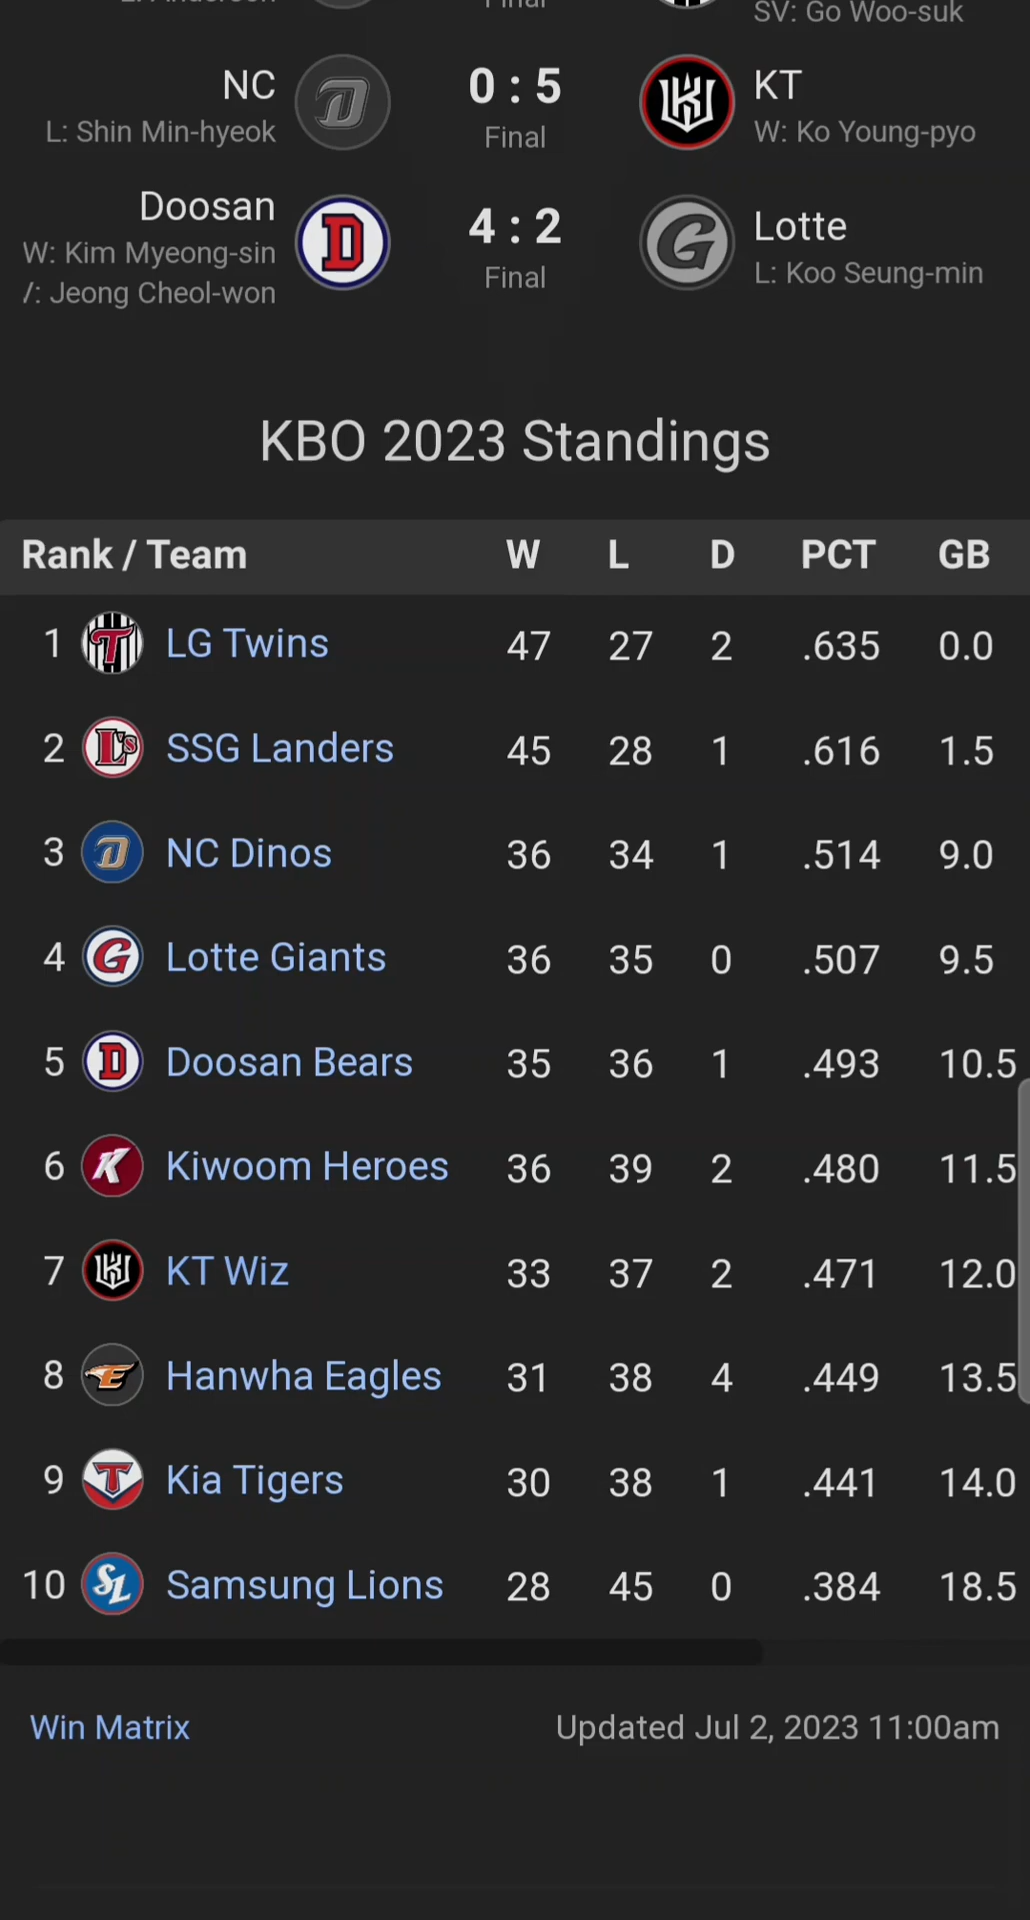 Final
SV: Go Woo-suk
NC 0 : 5 KT
L: Shin Min-hyeok Final W: Ko Young-pyo
Doosan 4 : 2 Lotte
W: Kim Myeong-sin Final L: Koo Seung-min
/: Jeong Cheol-won
KBO 2023 Standings
Rank / Team W L D PCT GB
1 LG Twins 47 27 2 .635 0.0
2 SSG Landers 45 28 1 .616 1.5
3 NC Dinos 36 34 1 .514 9.0
4 Lotte Giants 36 35 0 .507 9.5
5 Doosan Bears 35 36 1 .493 10.5
6 Kiwoom Heroes 36 39 2 .480 11.5
7 KT Wiz 33 37 2 .471 12.0
8 Hanwha Eagles 31 38 4 .449 13.5
9 Kia Tigers 30 38 1 .441 14.0
10 Samsung Lions 28 45 0 .384 18.5
Win Matrix Updated Jul 2, 2023 11:00am